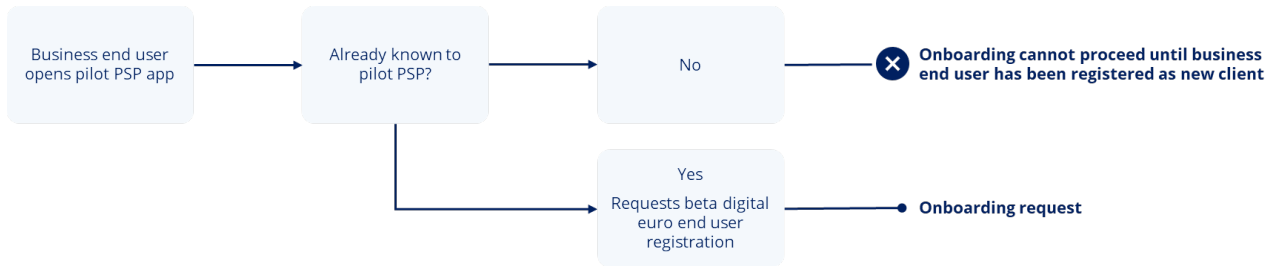 Business end user
opens pilot PSP app
Already known to
pilot PSP?
No
Onboarding cannot proceed until business
end user has been registered as new client
Yes
Requests beta digital
euro end user
registration
Onboarding request